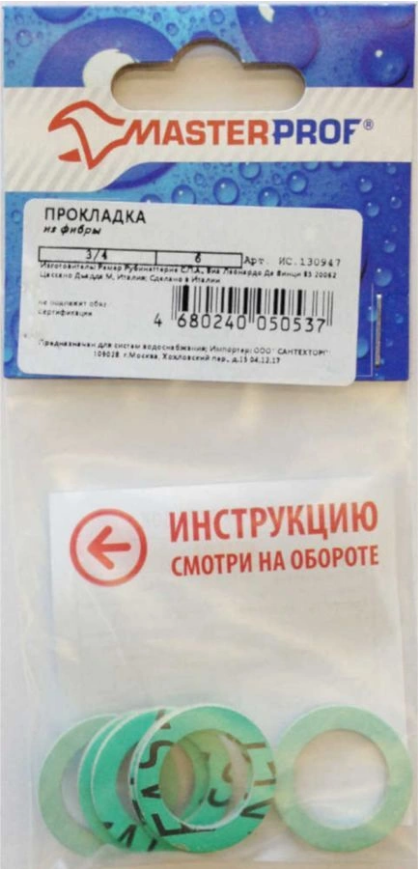 MASTERPROF®
ПРОКЛАДКА
из фибры
3/4 6 Арт. ИС.130947
Изготовитель: Ремер Рубинеттерие С.П.А., Виа Леонардо Да Винчи 83 20062
Кассано Д'Адда М, Италия; Сделано в Италии
не подлежит обяз.
сертификации
4 680240 050537
Предназначен для систем водоснабжения; Импортер: ООО "САНТЕХТОРГ"
109028, г.Москва, Хохловский пер., д.15 04.12.17
ИНСТРУКЦИЮ
СМОТРИ НА ОБОРОТЕ